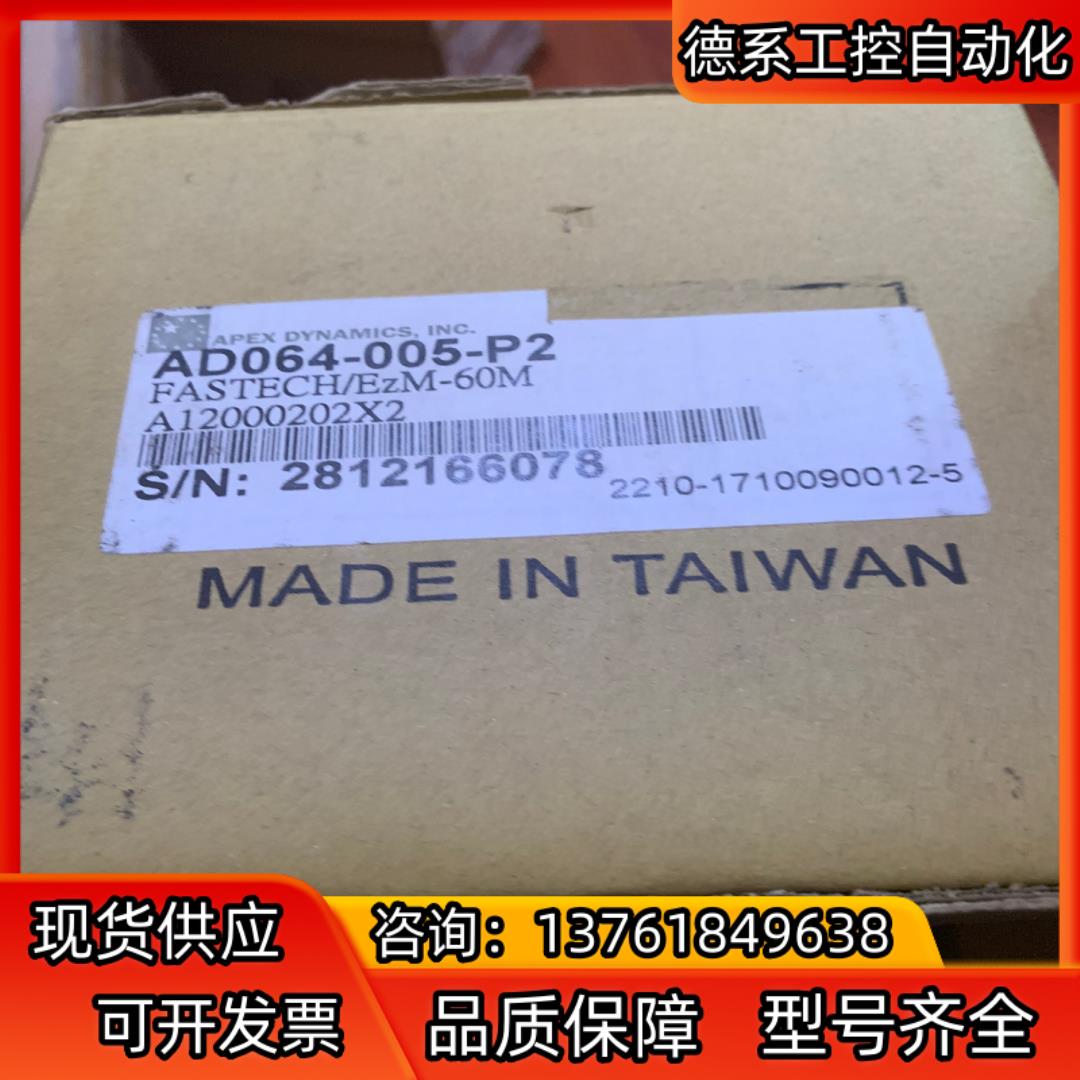 德系工控自动化
APEX DYNAMICS, INC.
AD064-005-P2
FASTECH/EzM-60M
A12000202X2
S/N: 2812166078
2210-1710090012-5
MADE IN TAIWAN
现货供应
咨询：13761849638
可开发票 品质保障 型号齐全